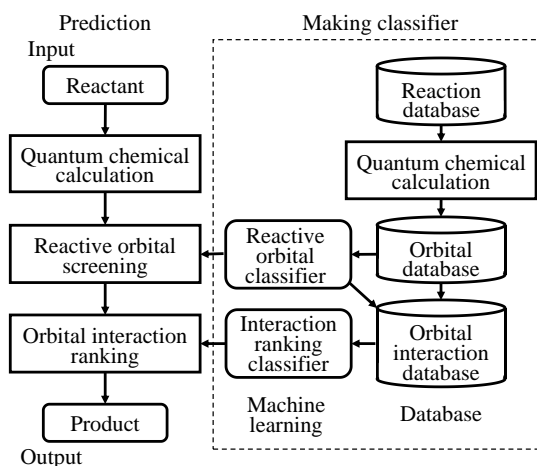 Prediction
Input
Reactant
Quantum chemical
calculation
Reactive orbital
screening
Orbital interaction
ranking
Product
Output
Making classifier
Reaction
database
Quantum chemical
calculation
Reactive
orbital
classifier
Orbital
database
Interaction
ranking
classifier
Orbital
interaction
database
Machine
learning
Database